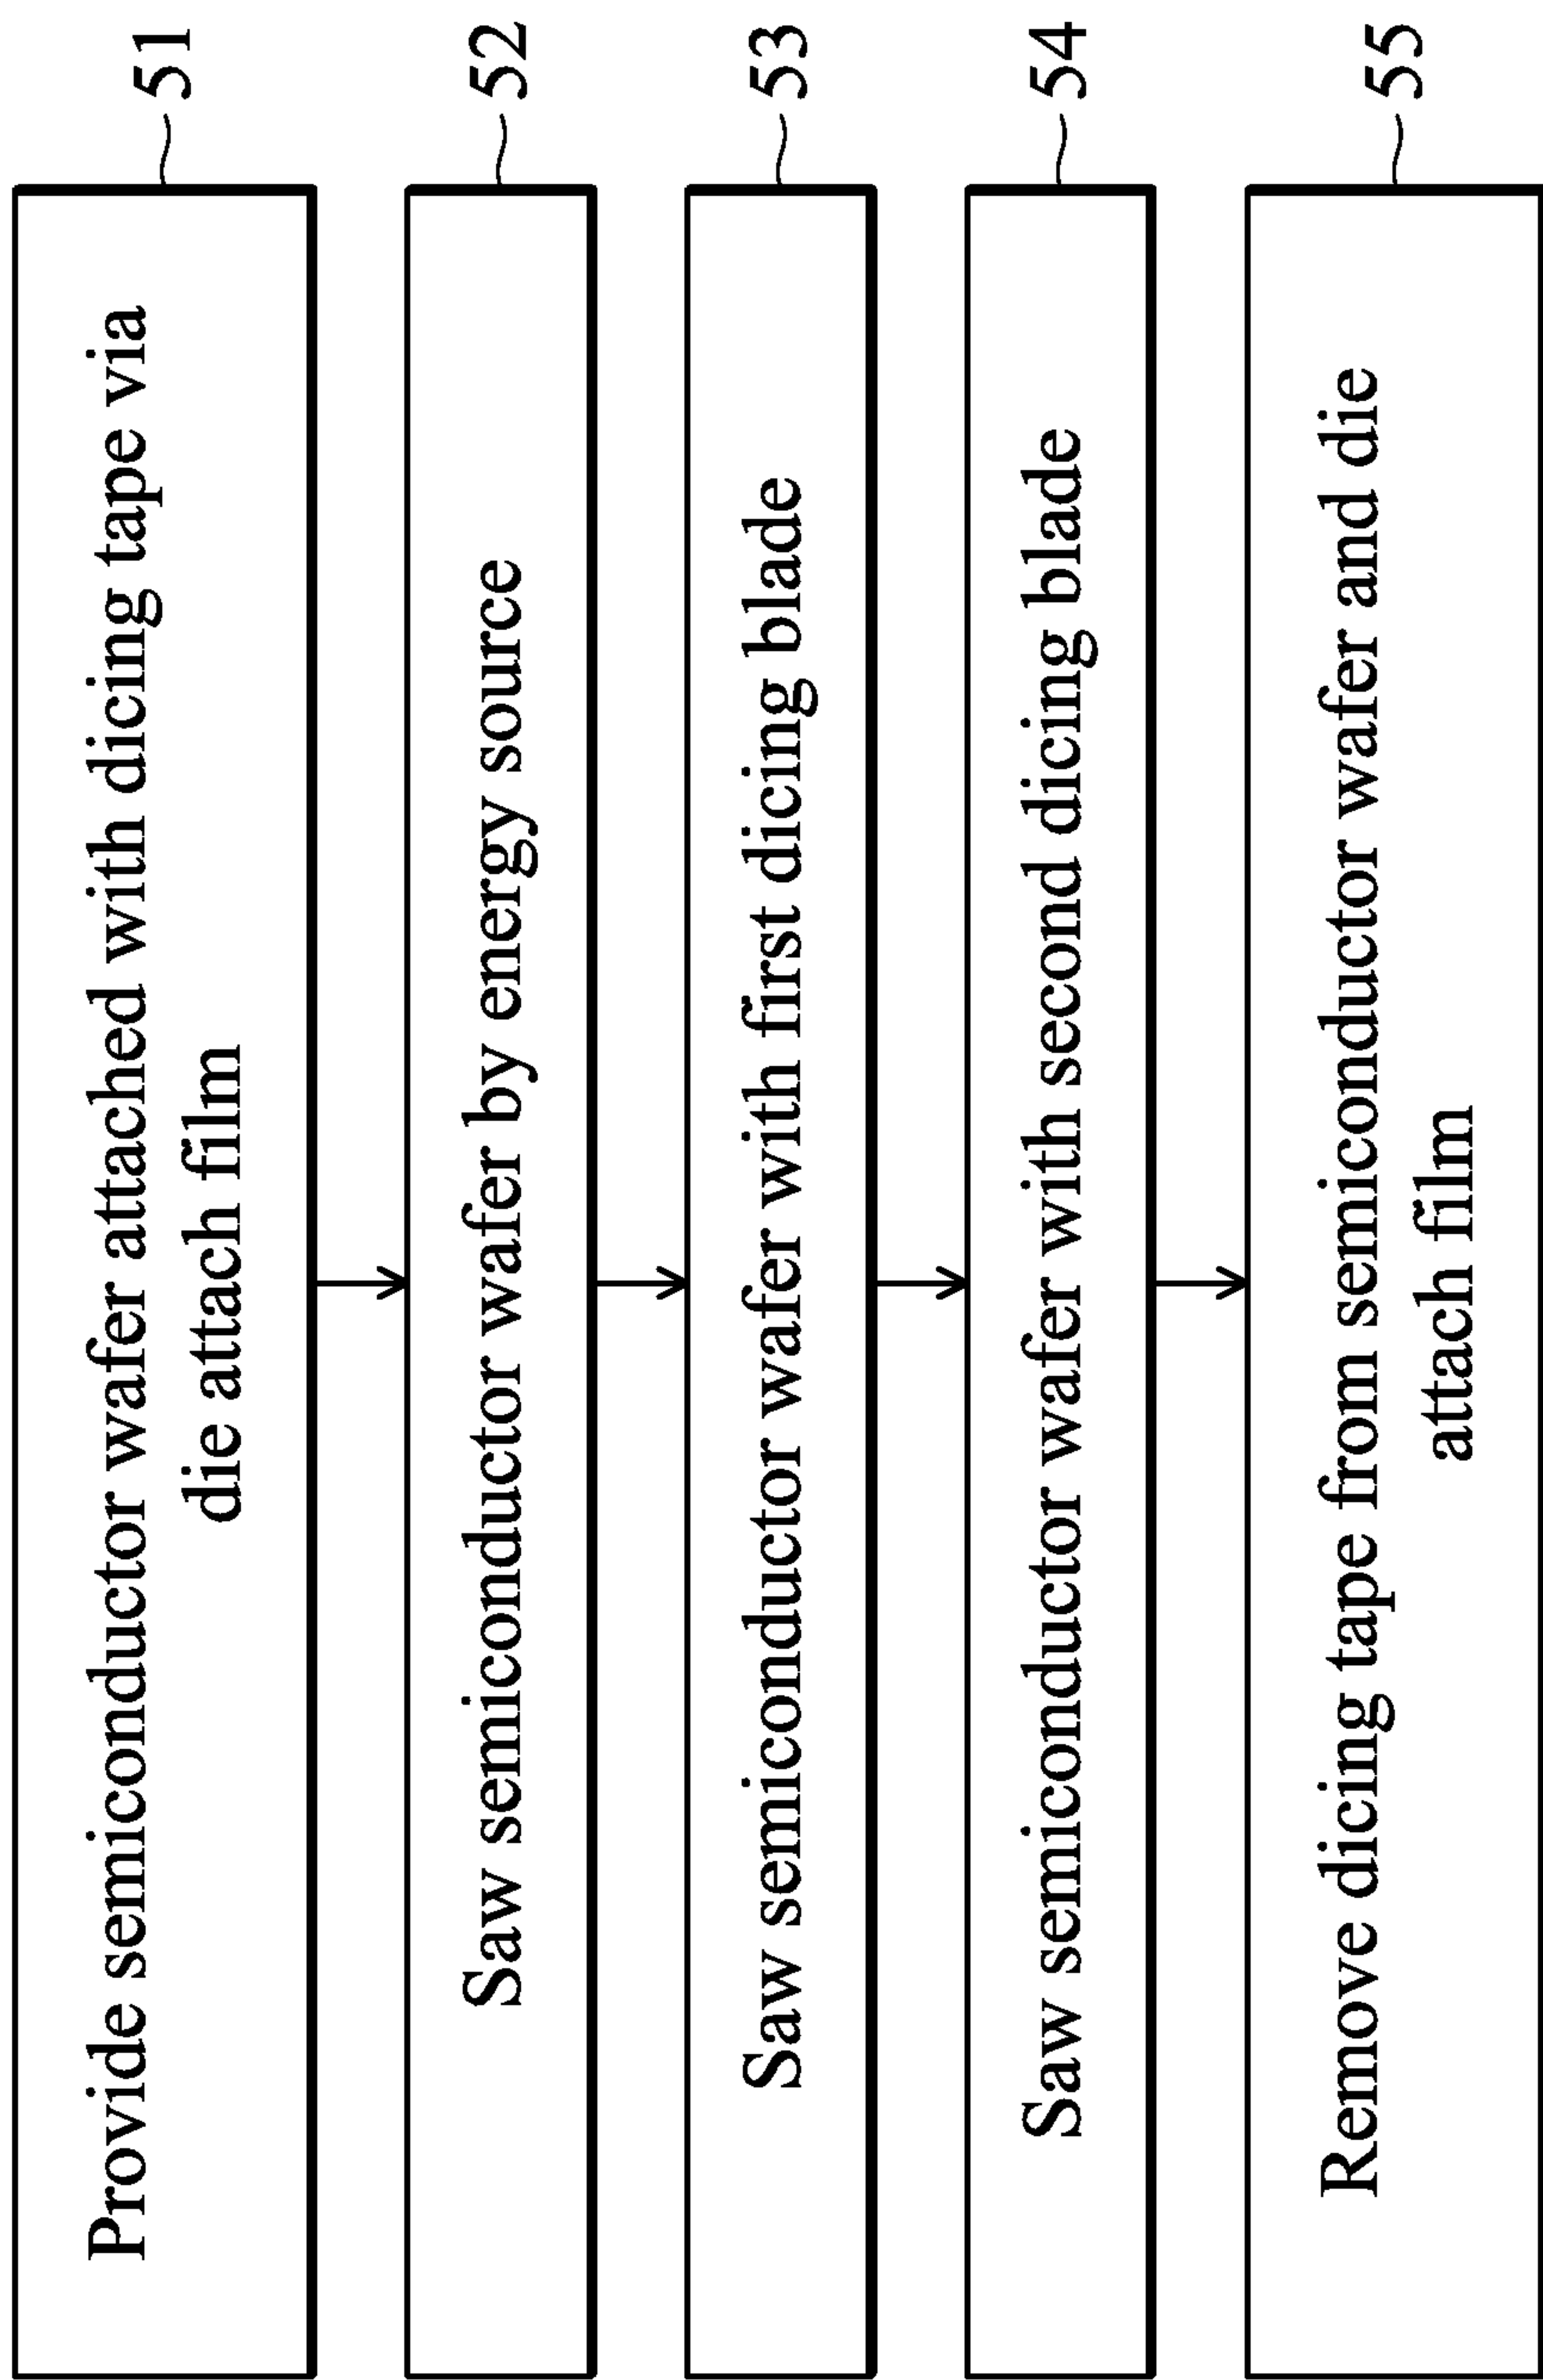 Provide semiconductor wafer attached with dicing tape via
die attach film
51
Saw semiconductor wafer by energy source
52
Saw semiconductor wafer with first dicing blade
53
Saw semiconductor wafer with second dicing blade
54
Remove dicing tape from semiconductor wafer and die
attach film
55